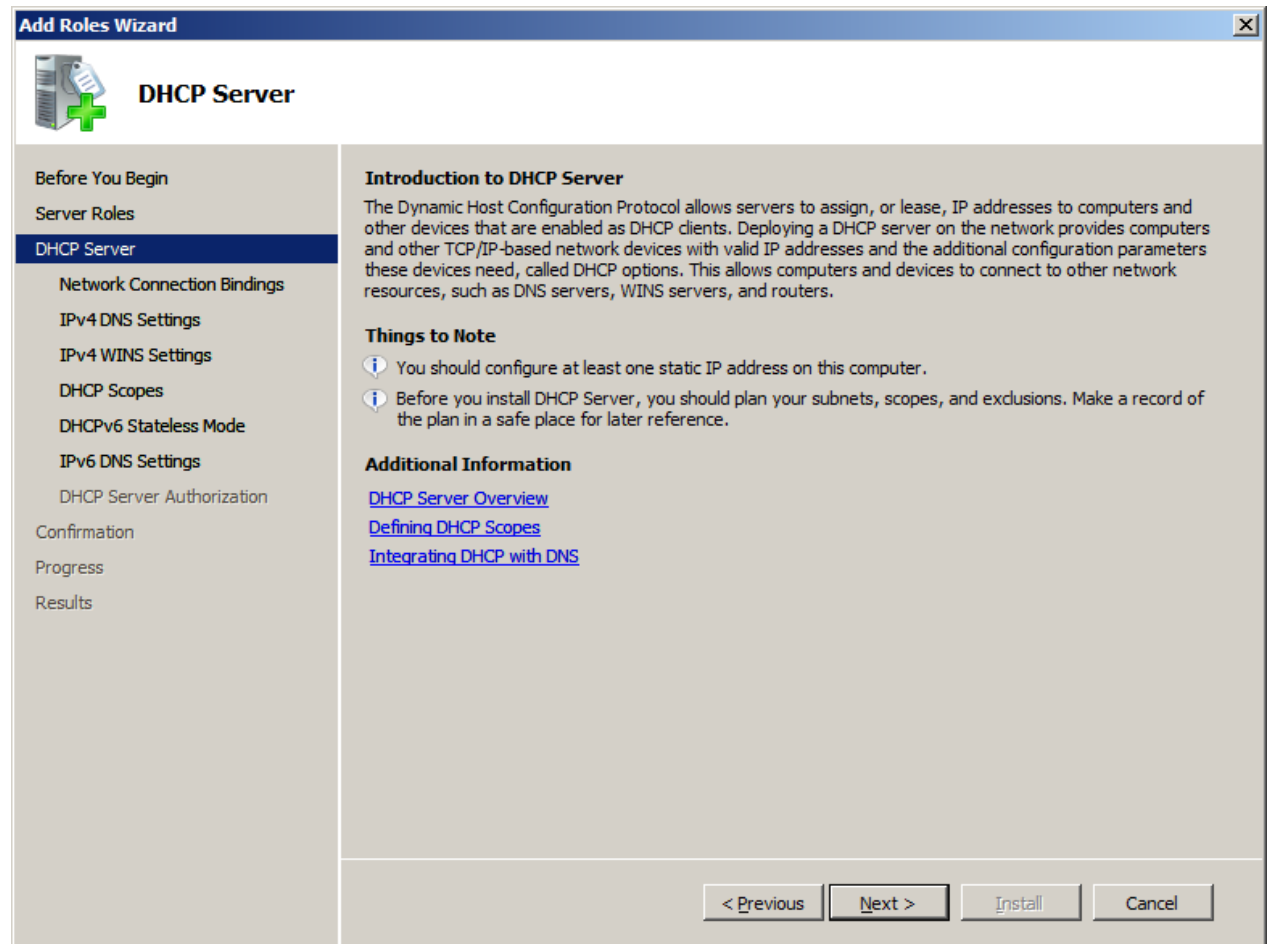 Add Roles Wizard
DHCP Server
Before You Begin
Server Roles
DHCP Server
Network Connection Bindings
IPv4 DNS Settings
IPv4 WINS Settings
DHCP Scopes
DHCPv6 Stateless Mode
IPv6 DNS Settings
DHCP Server Authorization
Confirmation
Progress
Results
Introduction to DHCP Server
The Dynamic Host Configuration Protocol allows servers to assign, or lease, IP addresses to computers and
other devices that are enabled as DHCP clients. Deploying a DHCP server on the network provides computers
and other TCP/IP-based network devices with valid IP addresses and the additional configuration parameters
these devices need, called DHCP options. This allows computers and devices to connect to other network
resources, such as DNS servers, WINS servers, and routers.
Things to Note
You should configure at least one static IP address on this computer.
Before you install DHCP Server, you should plan your subnets, scopes, and exclusions. Make a record of
the plan in a safe place for later reference.
Additional Information
DHCP Server Overview
Defining DHCP Scopes
Integrating DHCP with DNS
< Previous
Next >
Install
Cancel